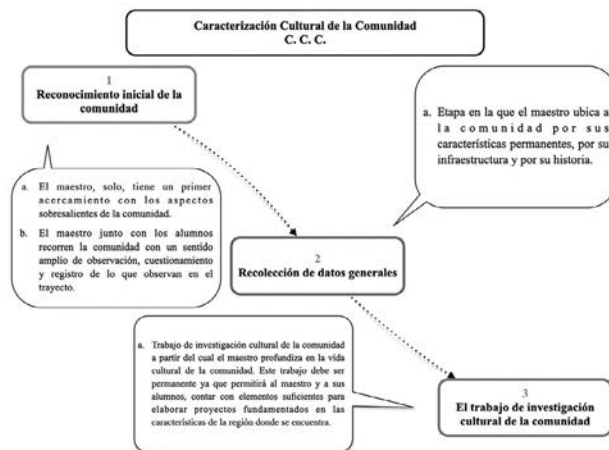 Caracterización Cultural de la Comunidad
C. C. C.
1
Reconocimiento inicial de la
comunidad
a. El maestro, solo, tiene un primer
acercamiento con los aspectos
sobresalientes de la comunidad.
b. El maestro junto con los alumnos
recorren la comunidad con un sentido
amplio de observación, cuestionamiento
y registro de lo que observan en el
trayecto.
a. Etapa en la que el maestro ubica a
la comunidad por sus
características permanentes, por su
infraestructura y por su historia.
2
Recolección de datos generales
a. Trabajo de investigación cultural de la comunidad
a partir del cual el maestro profundiza en la vida
cultural de la comunidad. Este trabajo debe ser
permanente ya que permitirá al maestro y a sus
alumnos, contar con elementos suficientes para
elaborar proyectos fundamentados en las
características de la región donde se encuentra.
3
El trabajo de investigación
cultural de la comunidad